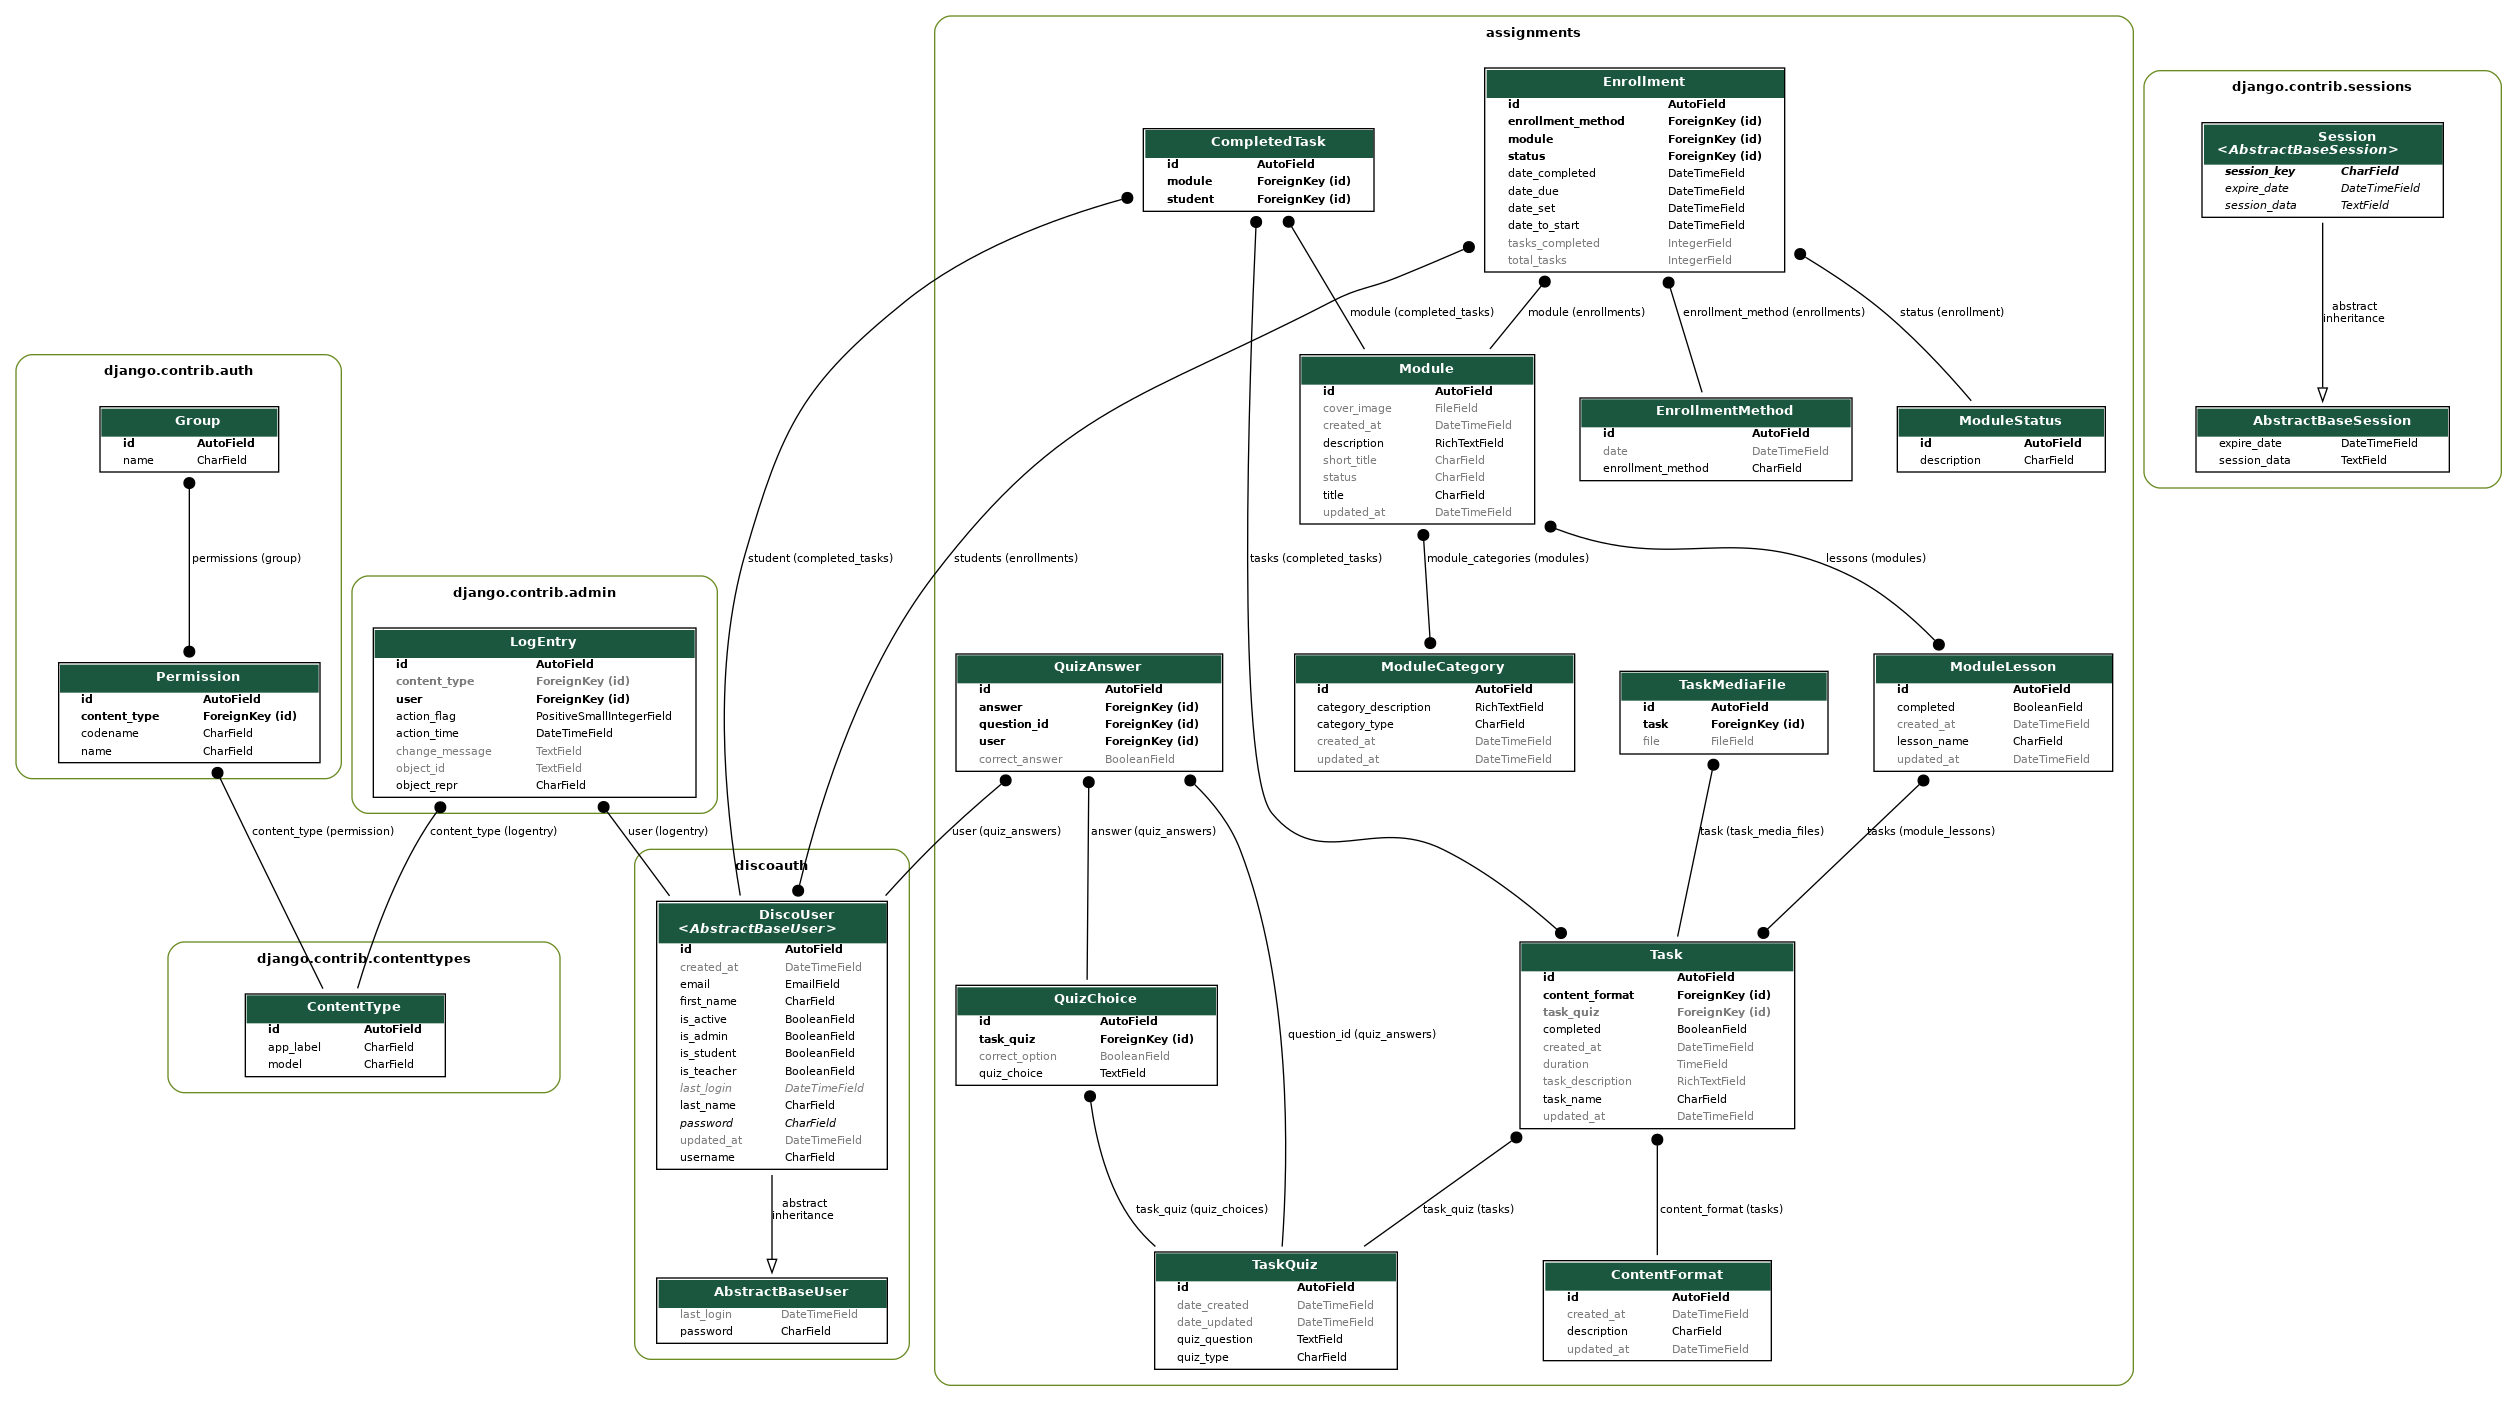 assignments
Enrollment
id AutoField
enrollment_method ForeignKey (id)
module ForeignKey (id)
status ForeignKey (id)
date_completed DateTimeField
date_due DateTimeField
date_set DateTimeField
date_to_start DateTimeField
tasks_completed IntegerField
total_tasks IntegerField
CompletedTask
id AutoField
module ForeignKey (id)
student ForeignKey (id)
django.contrib.sessions
Session
<AbstractBaseSession>
session_key CharField
expire_date DateTimeField
session_data TextField
abstract
inheritance
AbstractBaseSession
expire_date DateTimeField
session_data TextField
module (completed_tasks)
module (enrollments)
enrollment_method (enrollments)
status (enrollment)
Module
id AutoField
cover_image FileField
created_at DateTimeField
description RichTextField
short_title CharField
status CharField
title CharField
updated_at DateTimeField
EnrollmentMethod
id AutoField
date DateTimeField
enrollment_method CharField
ModuleStatus
id AutoField
description CharField
django.contrib.auth
Group
id AutoField
name CharField
permissions (group)
Permission
id AutoField
content_type ForeignKey (id)
codename CharField
name CharField
student (completed_tasks)
students (enrollments)
tasks (completed_tasks)
module_categories (modules)
lessons (modules)
django.contrib.admin
LogEntry
id AutoField
content_type ForeignKey (id)
user ForeignKey (id)
action_flag PositiveSmallIntegerField
action_time DateTimeField
change_message TextField
object_id TextField
object_repr CharField
QuizAnswer
id AutoField
answer ForeignKey (id)
question_id ForeignKey (id)
user ForeignKey (id)
correct_answer BooleanField
ModuleCategory
id AutoField
category_description RichTextField
category_type CharField
created_at DateTimeField
updated_at DateTimeField
TaskMediaFile
id AutoField
task ForeignKey (id)
file FileField
ModuleLesson
id AutoField
completed BooleanField
created_at DateTimeField
lesson_name CharField
updated_at DateTimeField
content_type (permission)
content_type (logentry)
user (logentry)
user (quiz_answers)
answer (quiz_answers)
task (task_media_files)
tasks (module_lessons)
discoauth
DiscoUser
<AbstractBaseUser>
id AutoField
created_at DateTimeField
email EmailField
first_name CharField
is_active BooleanField
is_admin BooleanField
is_student BooleanField
is_teacher BooleanField
last_login DateTimeField
last_name CharField
password CharField
updated_at DateTimeField
username CharField
abstract
inheritance
AbstractBaseUser
last_login DateTimeField
password CharField
django.contrib.contenttypes
ContentType
id AutoField
app_label CharField
model CharField
QuizChoice
id AutoField
task_quiz ForeignKey (id)
correct_option BooleanField
quiz_choice TextField
question_id (quiz_answers)
Task
id AutoField
content_format ForeignKey (id)
task_quiz ForeignKey (id)
completed BooleanField
created_at DateTimeField
duration TimeField
task_description RichTextField
task_name CharField
updated_at DateTimeField
task_quiz (quiz_choices)
task_quiz (tasks)
content_format (tasks)
TaskQuiz
id AutoField
date_created DateTimeField
date_updated DateTimeField
quiz_question TextField
quiz_type CharField
ContentFormat
id AutoField
created_at DateTimeField
description CharField
updated_at DateTimeField